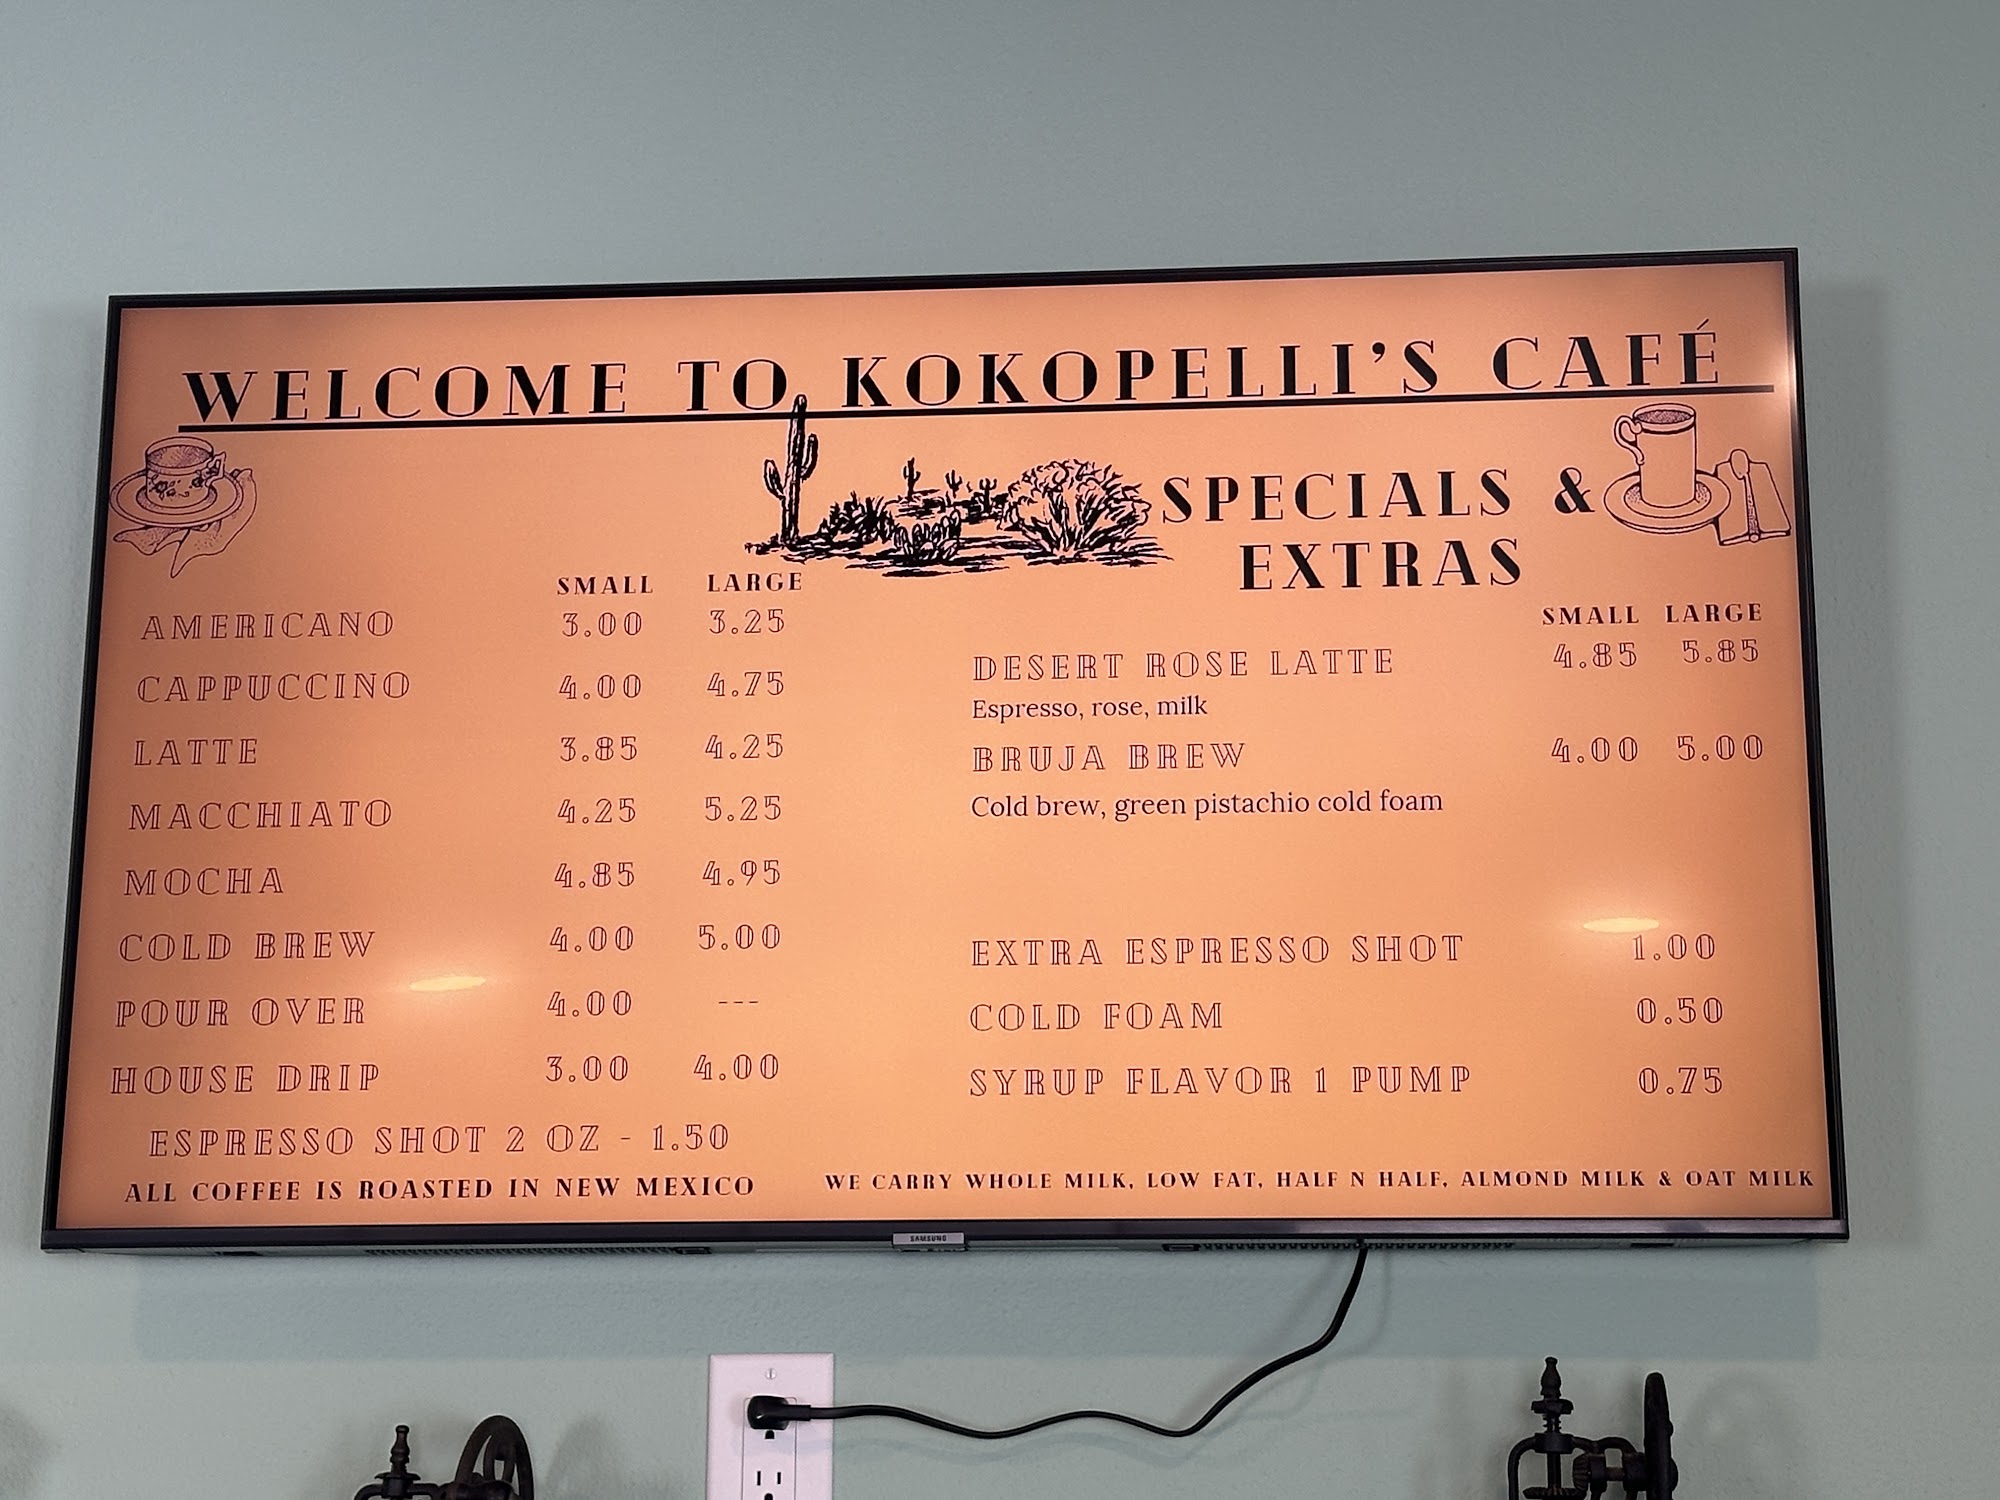 WELCOME TO KOKOPELLI'S CAFÉ
SMALL LARGE
AMERICANO 3.00 3.25
CAPPUCCINO 4.00 4.75
LATTE 3.85 4.25
MACCHIATO 4.25 5.25
MOCHA 4.85 4.95
COLD BREW 4.00 5.00
POUR OVER 4.00 ---
HOUSE DRIP 3.00 4.00
ESPRESSO SHOT 2 OZ - 1.50
ALL COFFEE IS ROASTED IN NEW MEXICO
SPECIALS &
EXTRAS
SMALL LARGE
DESERT ROSE LATTE 4.85 5.85
Espresso, rose, milk
BRUJA BREW 4.00 5.00
Cold brew, green pistachio cold foam
EXTRA ESPRESSO SHOT 1.00
COLD FOAM 0.50
SYRUP FLAVOR 1 PUMP 0.75
WE CARRY WHOLE MILK, LOW FAT, HALF N HALF, ALMOND MILK & OAT MILK
SAMSUNG